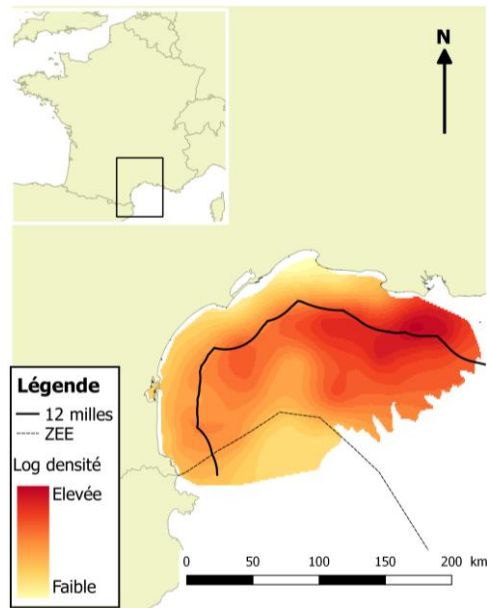 N
Légende
12 milles
ZEE
Log densité
Elevée
Faible
0 50 100 150 200 km